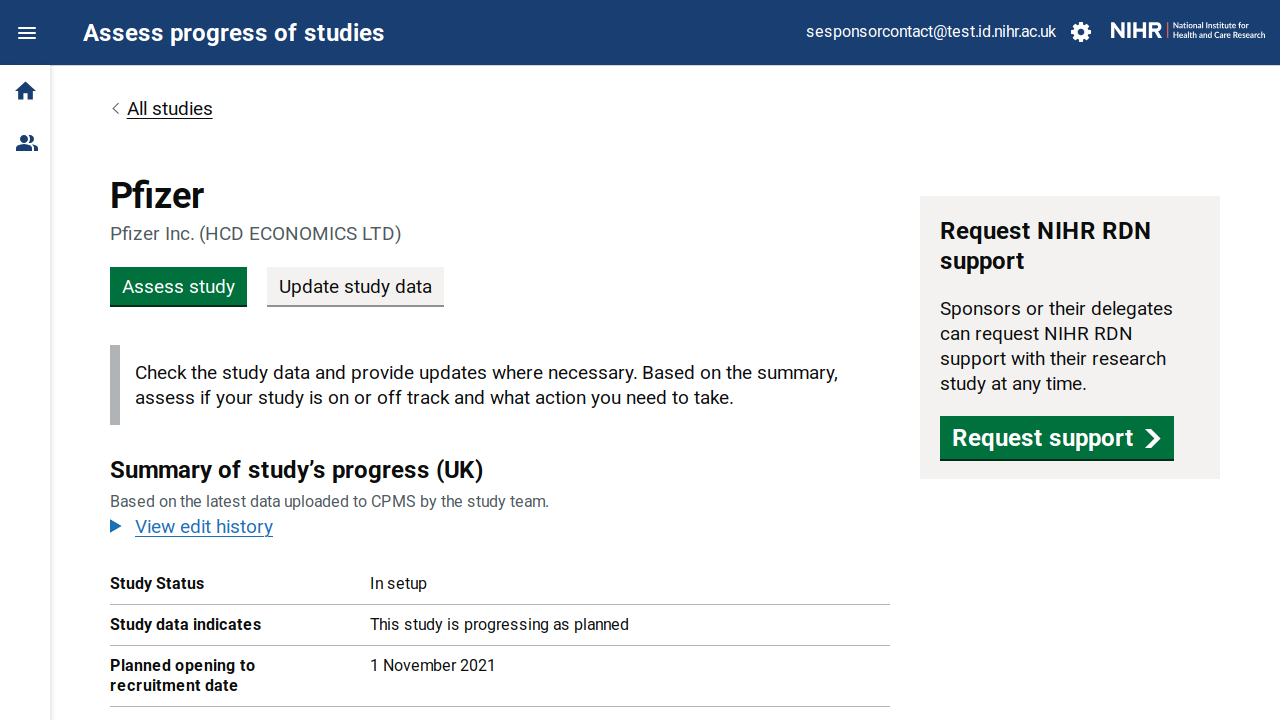 Assess progress of studies
sesponsorcontact@test.id.nihr.ac.uk
NIHR
National Institute for
Health and Care Research
All studies
Pfizer
Pfizer Inc. (HCD ECONOMICS LTD)
Assess study
Update study data
Check the study data and provide updates where necessary. Based on the summary,
assess if your study is on or off track and what action you need to take.
Summary of study’s progress (UK)
Based on the latest data uploaded to CPMS by the study team.
View edit history
Study Status
In setup
Study data indicates
This study is progressing as planned
Planned opening to
recruitment date
1 November 2021
Request NIHR RDN
support
Sponsors or their delegates
can request NIHR RDN
support with their research
study at any time.
Request support